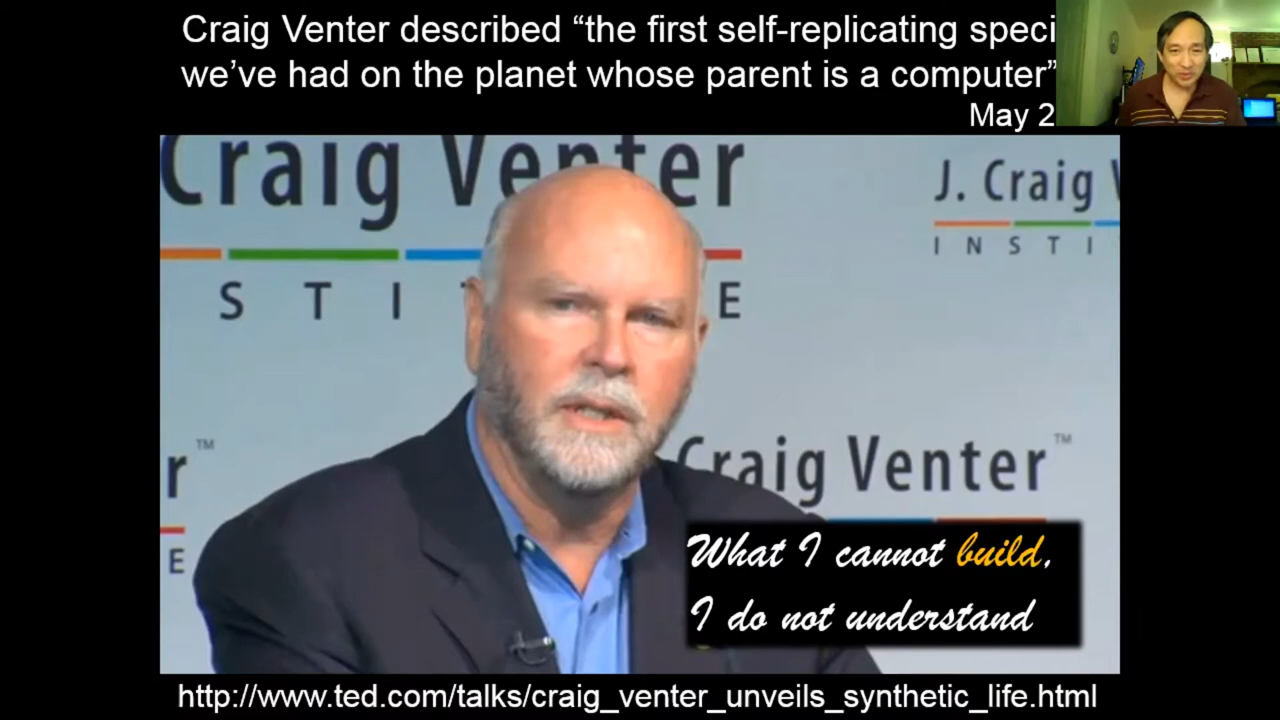 Craig Venter described “the first self-replicating speci
we’ve had on the planet whose parent is a computer”
May 2
Craig Venter
J. Craig V
INSTI
S T I E
r™
E
Craig Venter™
What I cannot build,
I do not understand
http://www.ted.com/talks/craig_venter_unveils_synthetic_life.html